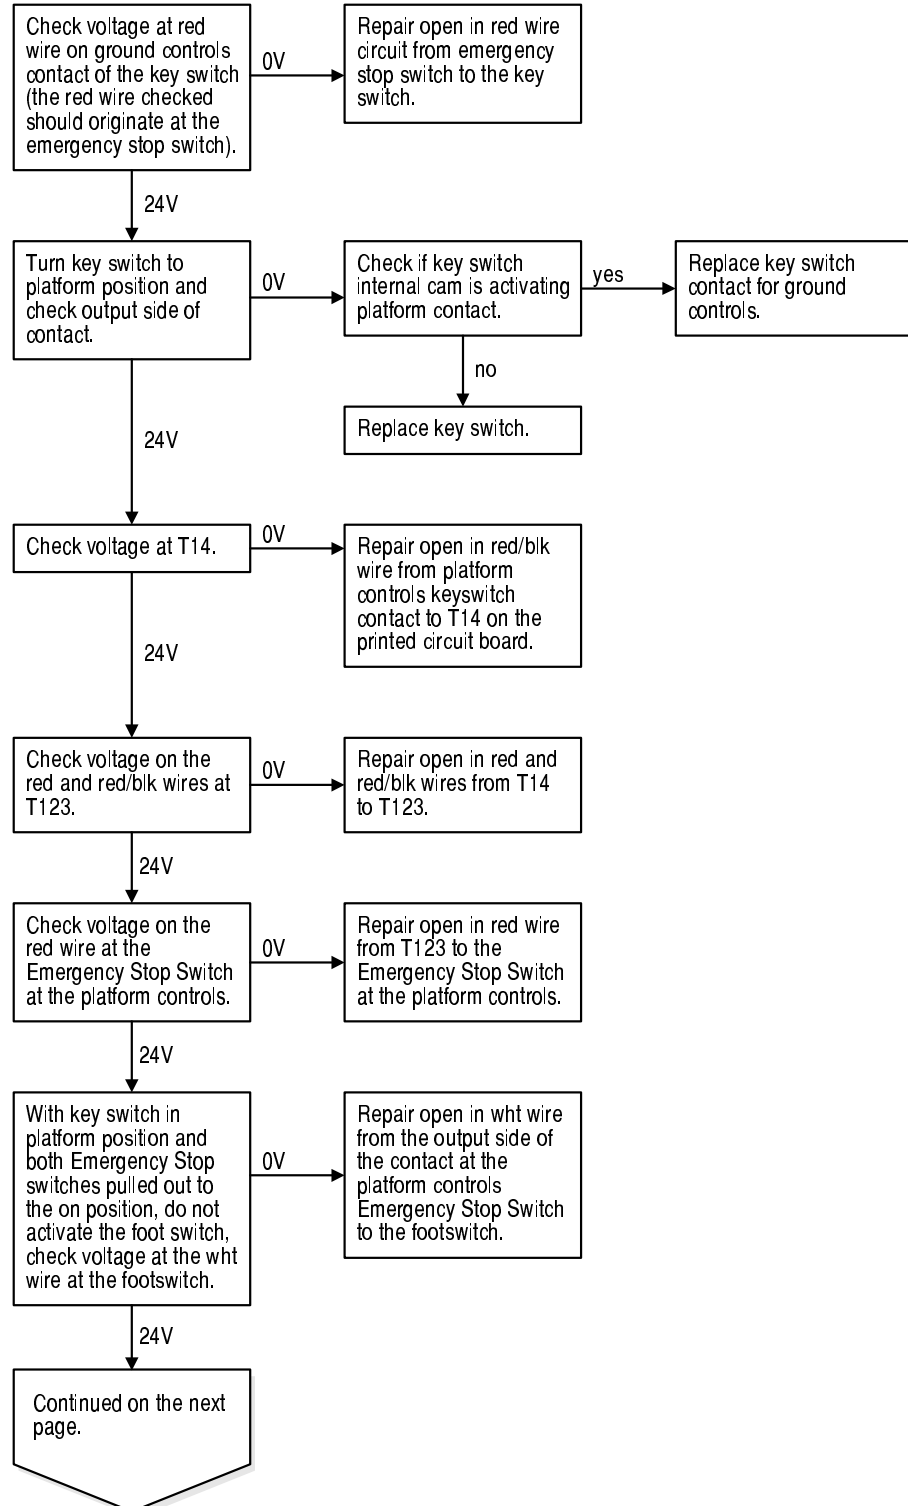 Check voltage at red
wire on ground controls
contact of the key switch
(the red wire checked
should originate at the
emergency stop switch).
0V
Repair open in red wire
circuit from emergency
stop switch to the key
switch.
24V
Turn key switch to
platform position and
check output side of
contact.
0V
Check if key switch
internal cam is activating
platform contact.
yes
Replace key switch
contact for ground
controls.
no
Replace key switch.
24V
Check voltage at T14.
0V
Repair open in red/blk
wire from platform
controls keyswitch
contact to T14 on the
printed circuit board.
24V
Check voltage on the
red and red/blk wires at
T123.
0V
Repair open in red and
red/blk wires from T14
to T123.
24V
Check voltage on the
red wire at the
Emergency Stop Switch
at the platform controls.
0V
Repair open in red wire
from T123 to the
Emergency Stop Switch
at the platform controls.
24V
With key switch in
platform position and
both Emergency Stop
switches pulled out to
the on position, do not
activate the foot switch,
check voltage at the wht
wire at the footswitch.
0V
Repair open in wht wire
from the output side of
the contact at the
platform controls
Emergency Stop Switch
to the footswitch.
24V
Continued on the next
page.